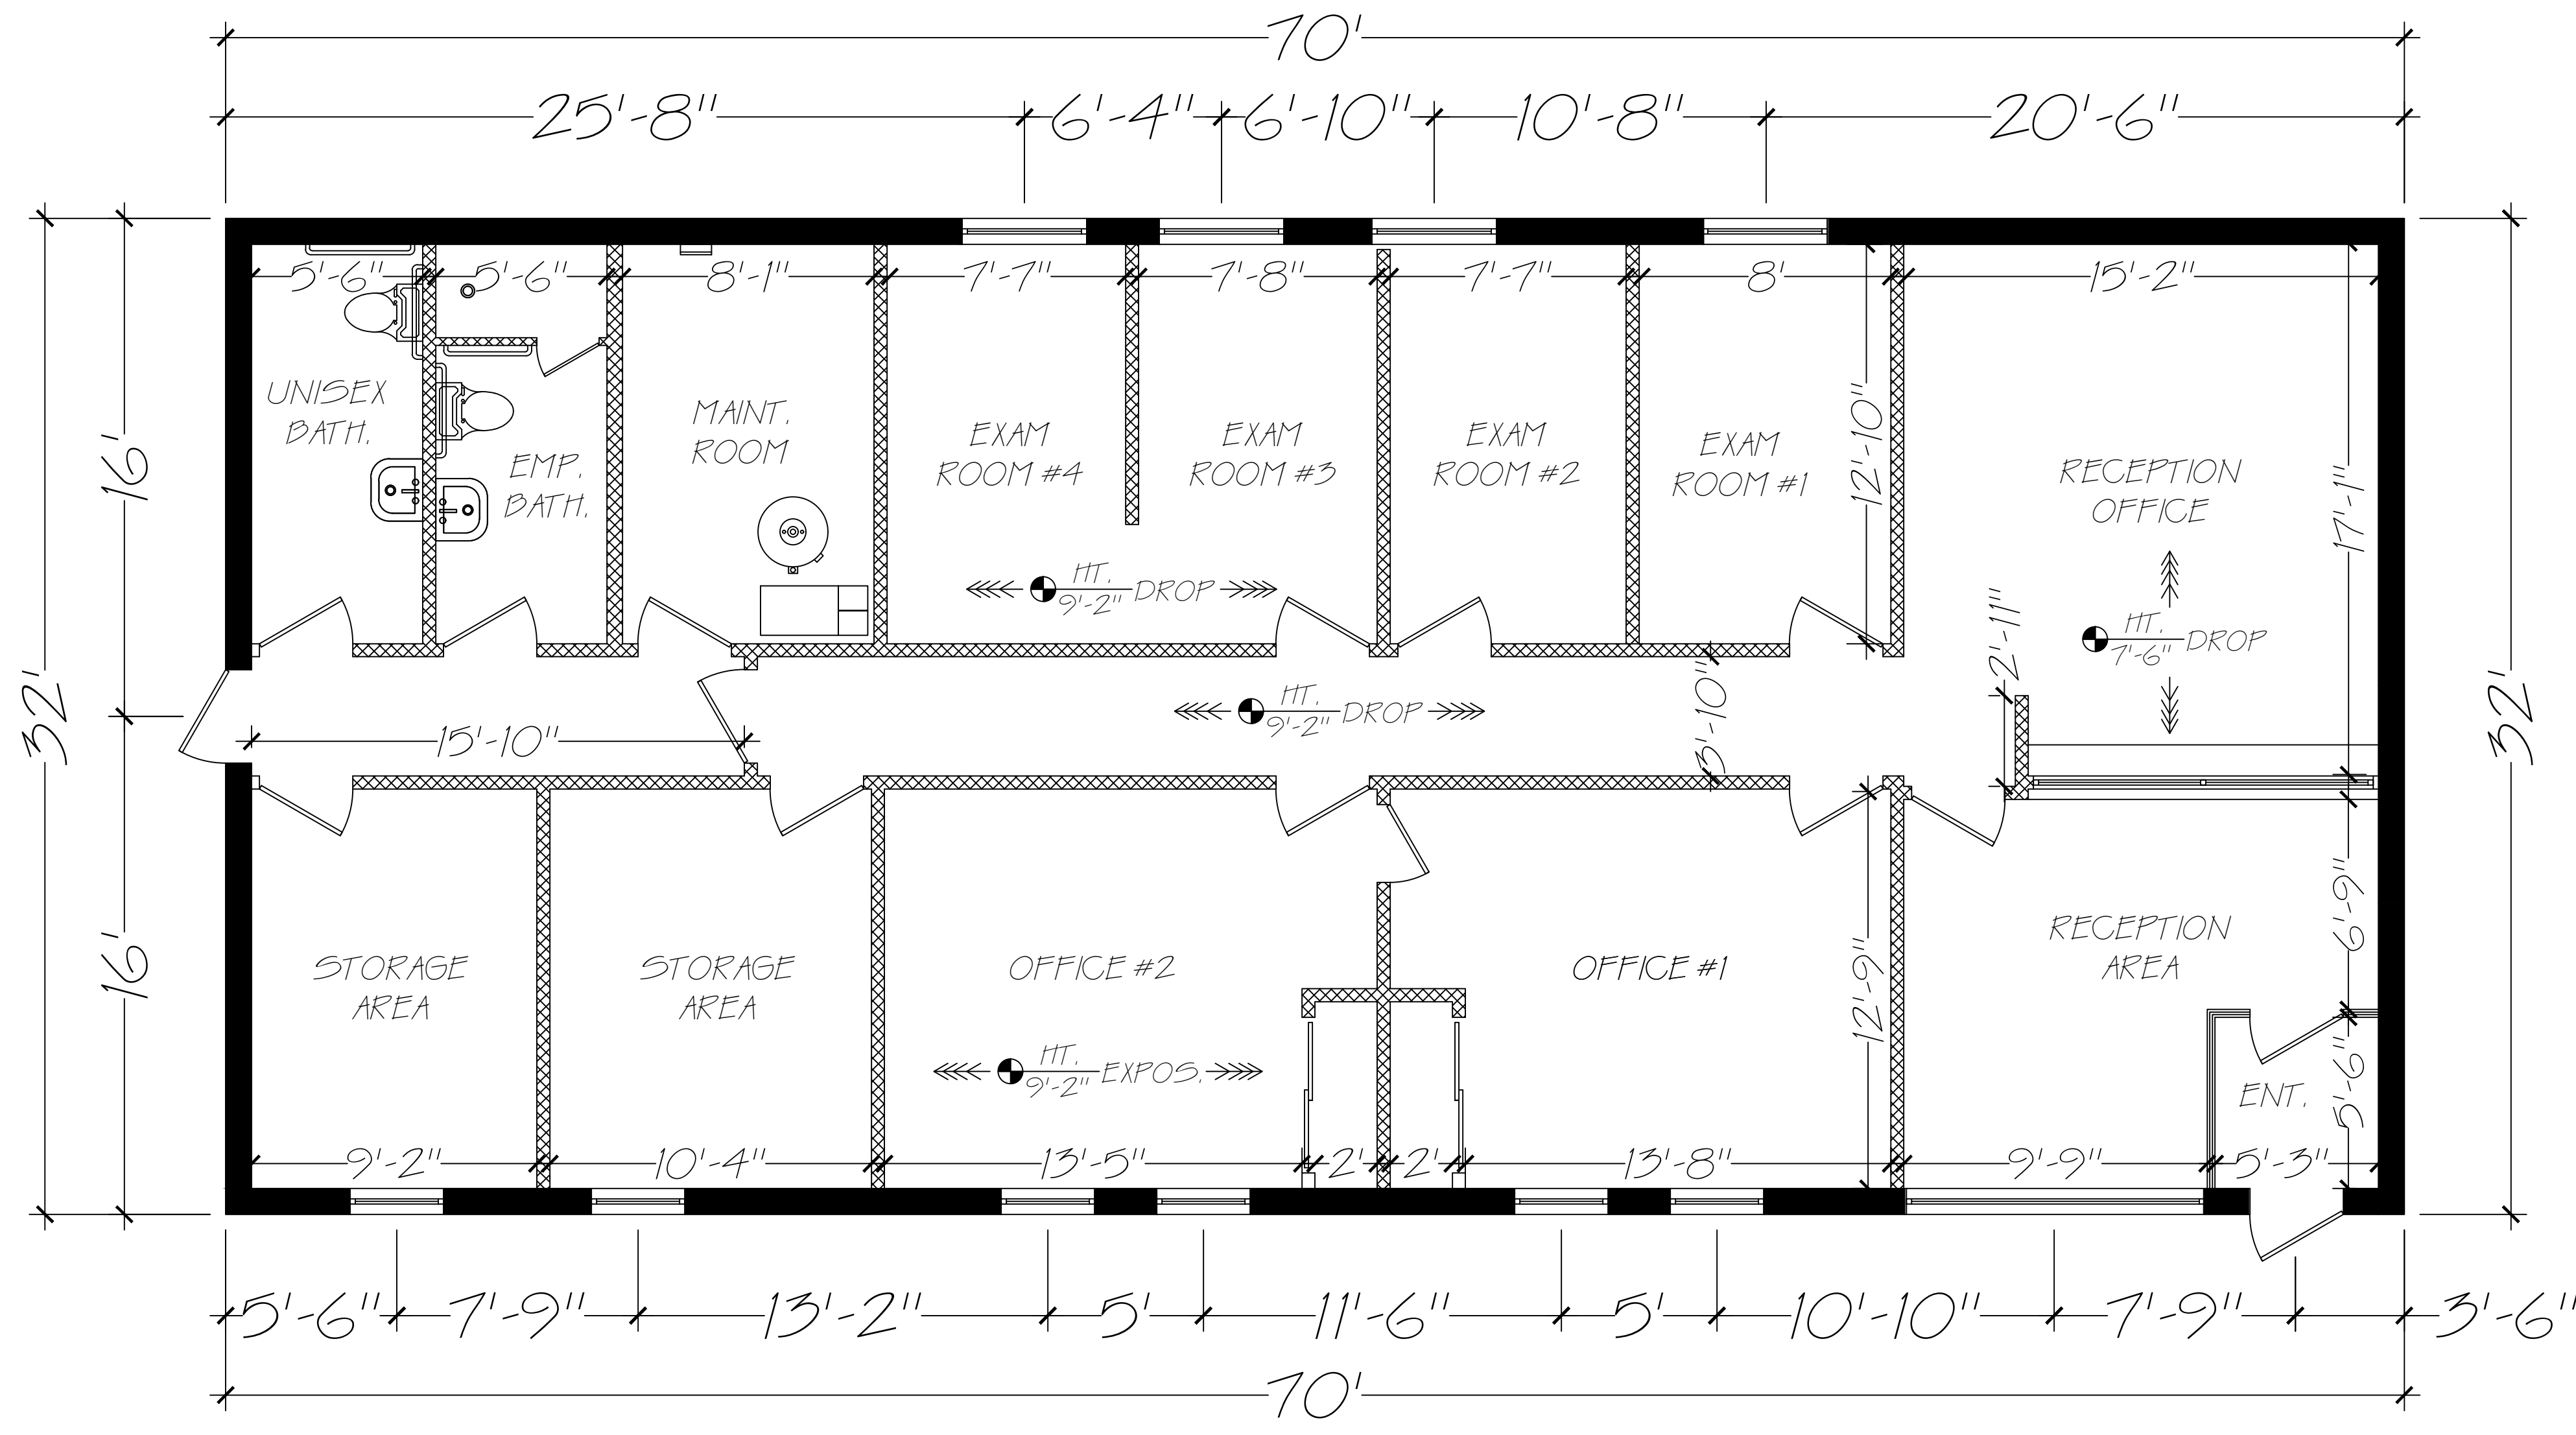 70'
25'-8" 6'-4" 6'-10" 10'-8" 20'-6"
5'-6" 5'-6" 8'-1" 7'-7" 7'-8" 7'-7" 8' 15'-2"
UNISEX
BATH.
EMP.
BATH.
MAINT.
ROOM
EXAM
ROOM #4
EXAM
ROOM #3
EXAM
ROOM #2
EXAM
ROOM #1
12'-10"
RECEPTION
OFFICE
17'-1"
16'
HT.
9'-2" DROP
2'-11"
HT.
7'-6" DROP
32'
15'-10"
HT.
9'-2" DROP
5'-10"
32'
16'
STORAGE
AREA
STORAGE
AREA
OFFICE #2
OFFICE #1
12'-9"
RECEPTION
AREA
6'-9"
HT.
9'-2" EXPOS.
ENT.
5'-6"
9'-2" 10'-4" 13'-5" 2' 2' 13'-8" 9'-9" 5'-3"
5'-6" 7'-9" 13'-2" 5' 11'-6" 5' 10'-10" 7'-9" 3'-6"
70'